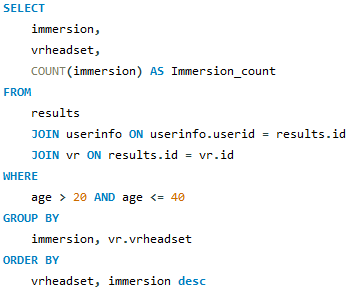 SELECT
    immersion,
    vrheadset,
    COUNT(immersion) AS Immersion_count
FROM
    results
    JOIN userinfo ON userinfo.userid = results.id
    JOIN vr ON results.id = vr.id
WHERE
    age > 20 AND age <= 40
GROUP BY
    immersion, vr.vrheadset
ORDER BY
    vrheadset, immersion desc